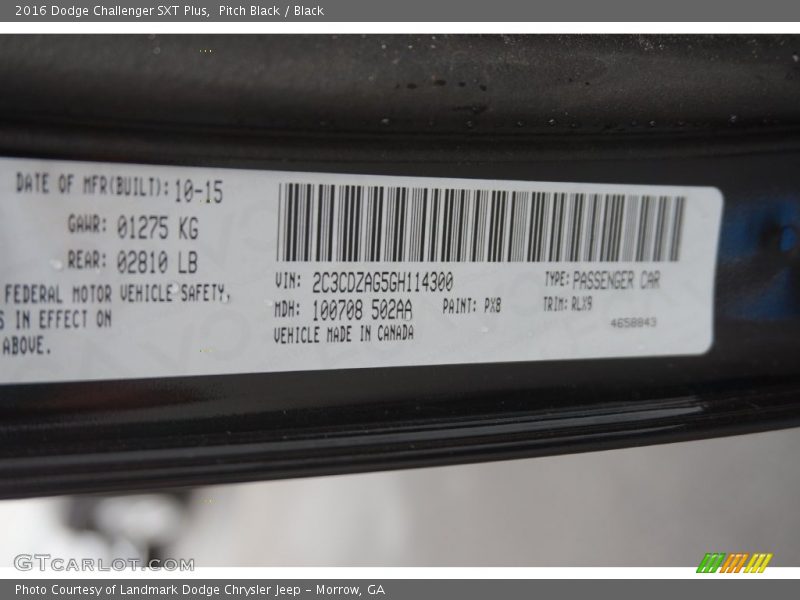 2016 Dodge Challenger SXT Plus,  Pitch Black / Black
DATE OF MFR(BUILT): 10-15
GAWR: 01275 KG
REAR: 02810 LB
FEDERAL MOTOR VEHICLE SAFETY,
S IN EFFECT ON
ABOVE.
VIN: 2C3CDZAG5GH114300
TYPE: PASSENGER CAR
MDH: 100708 502AA
PAINT: PX8
TRIM: RLX9
VEHICLE MADE IN CANADA
4658843
GTCARLOT.COM
Photo Courtesy of Landmark Dodge Chrysler Jeep – Morrow, GA